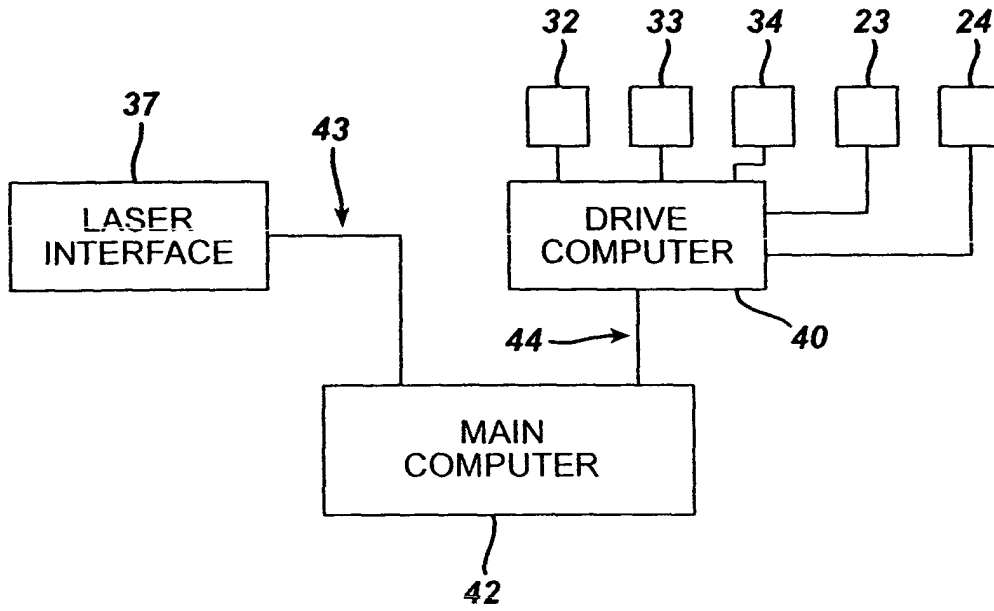 32 33 34 23 24
37
43
LASER
INTERFACE
DRIVE
COMPUTER
44
40
MAIN
COMPUTER
42